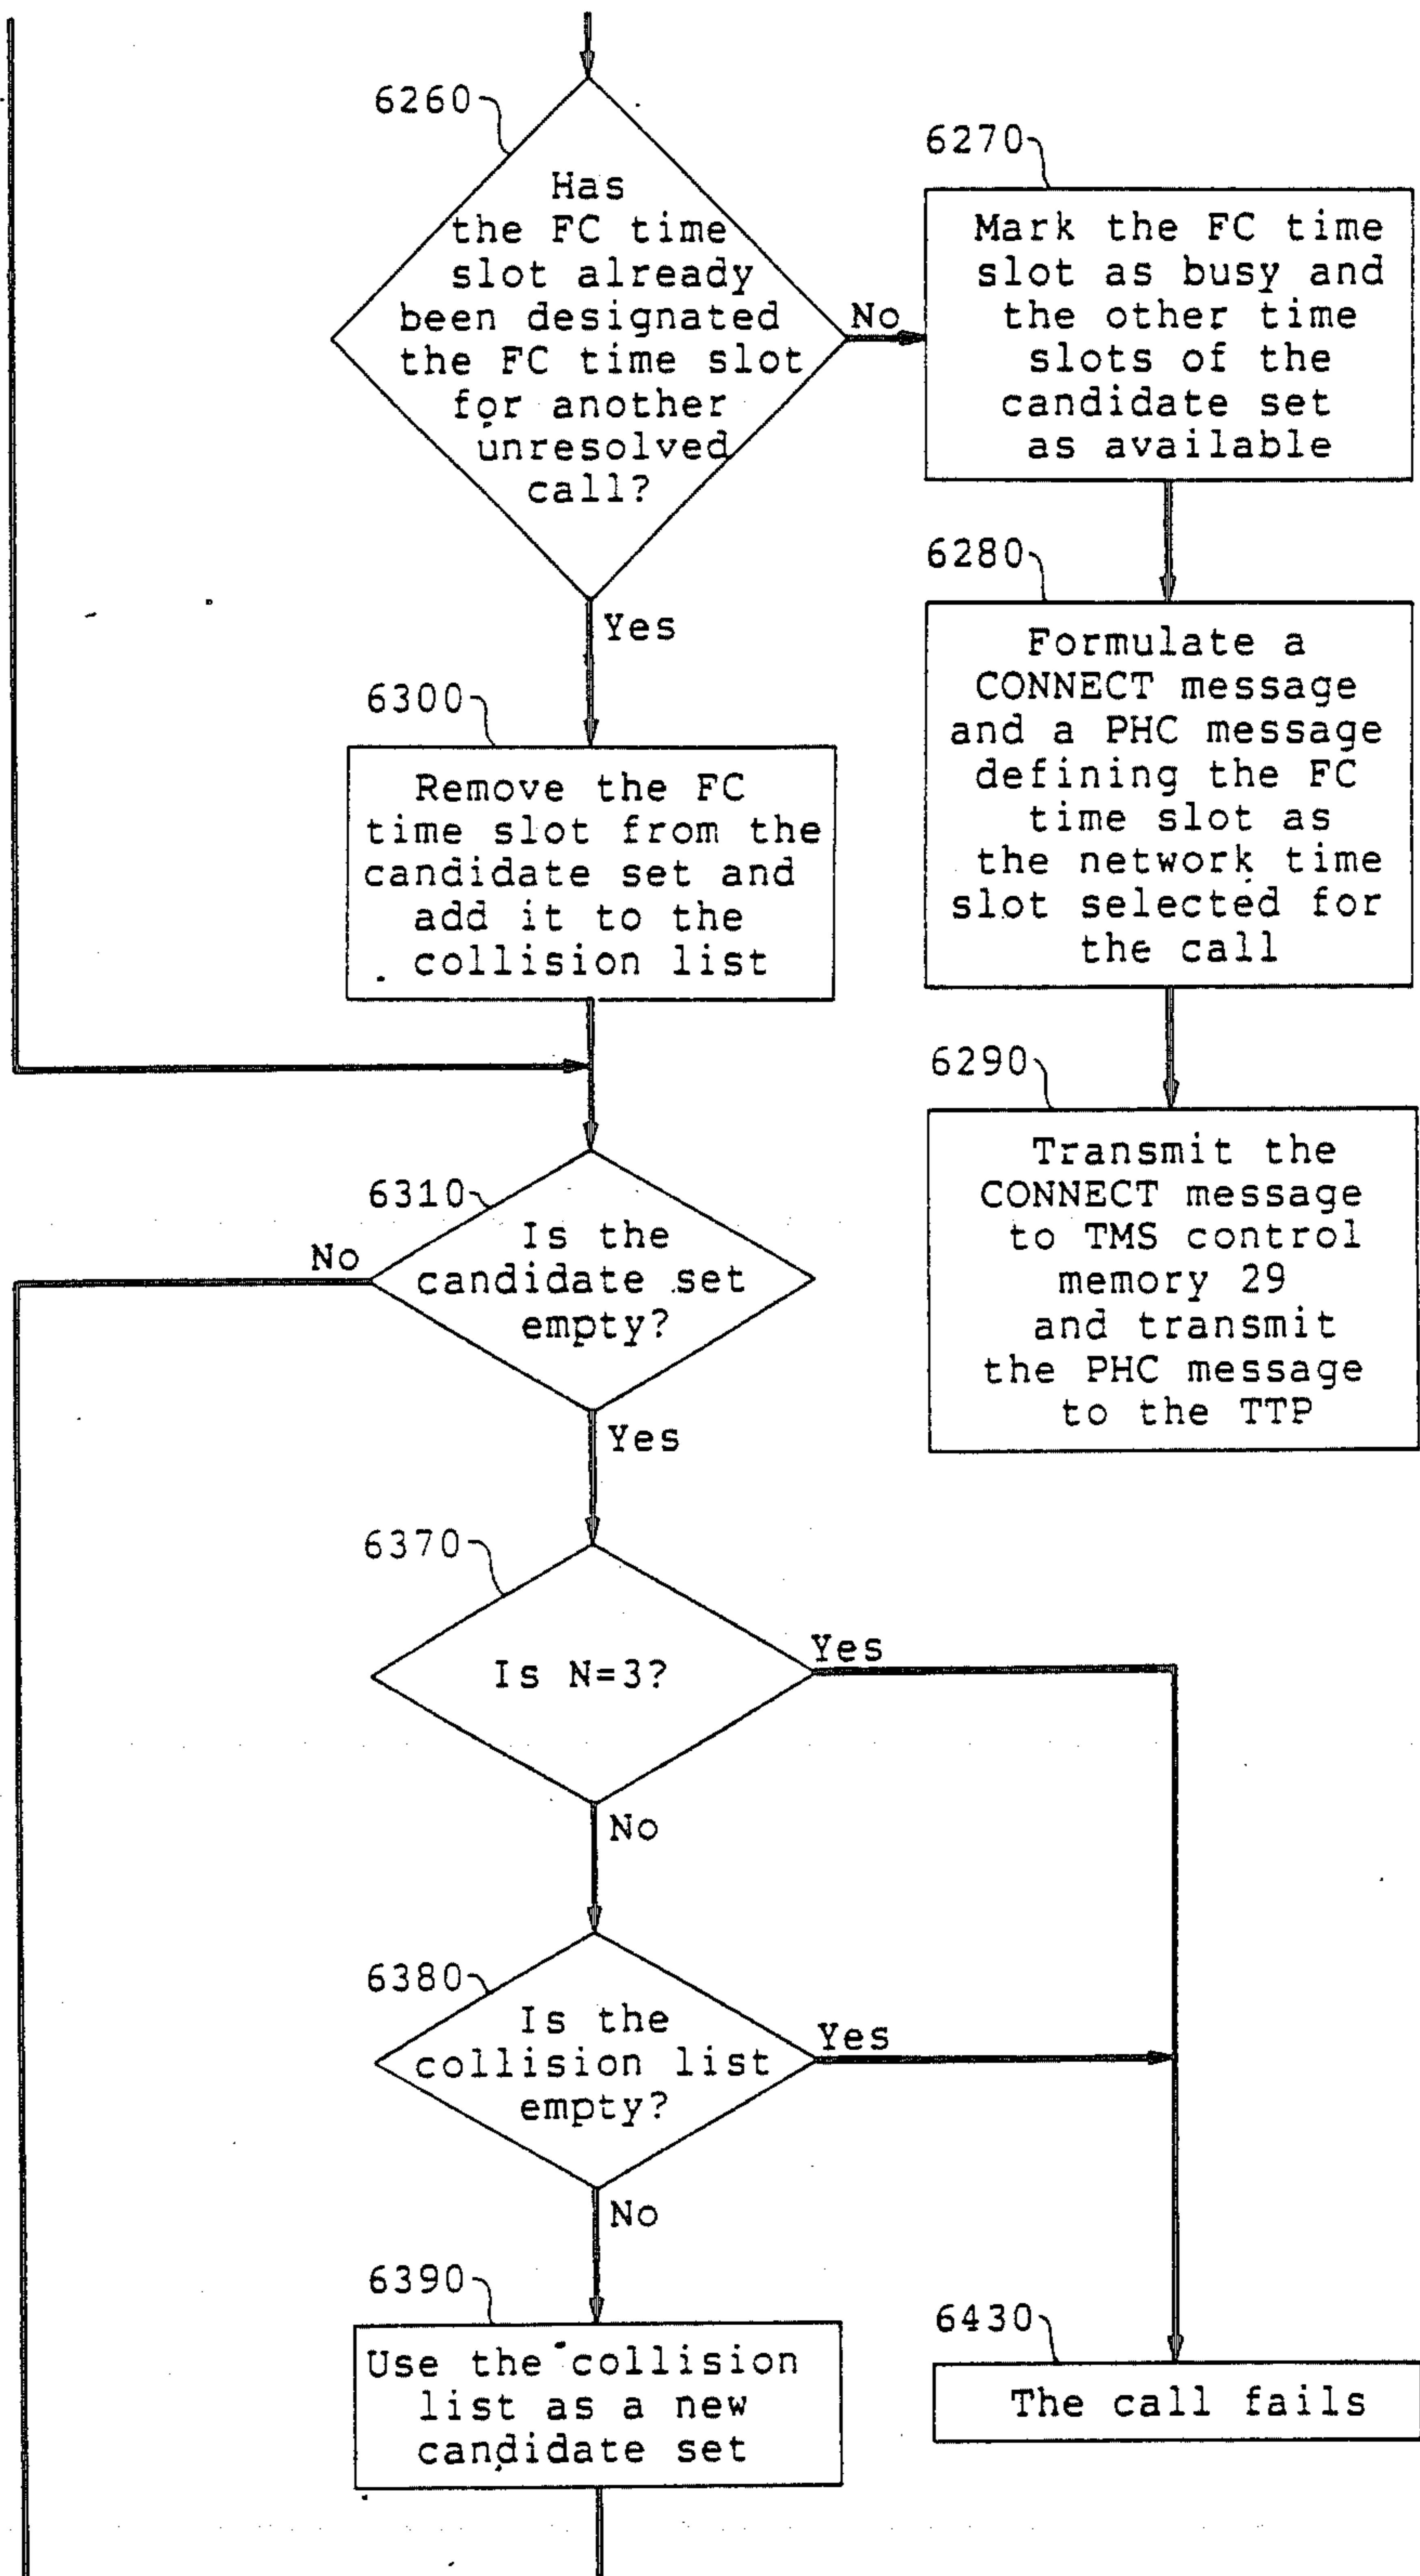 6260
Has
the FC time
slot already
been designated
the FC time slot
for another
unresolved
call?
No
Yes
6270
Mark the FC time
slot as busy and
the other time
slots of the
candidate set
as available
6280
Formulate a
CONNECT message
and a PHC message
defining the FC
time slot as
the network time
slot selected for
the call
6290
Transmit the
CONNECT message
to TMS control
memory 29
and transmit
the PHC message
to the TTP
6300
Remove the FC
time slot from the
candidate set and
add it to the
collision list
6310
Is the
candidate set
empty?
No
Yes
6370
Is N=3?
Yes
No
6380
Is the
collision list
empty?
Yes
No
6390
Use the collision
list as a new
candidate set
6430
The call fails